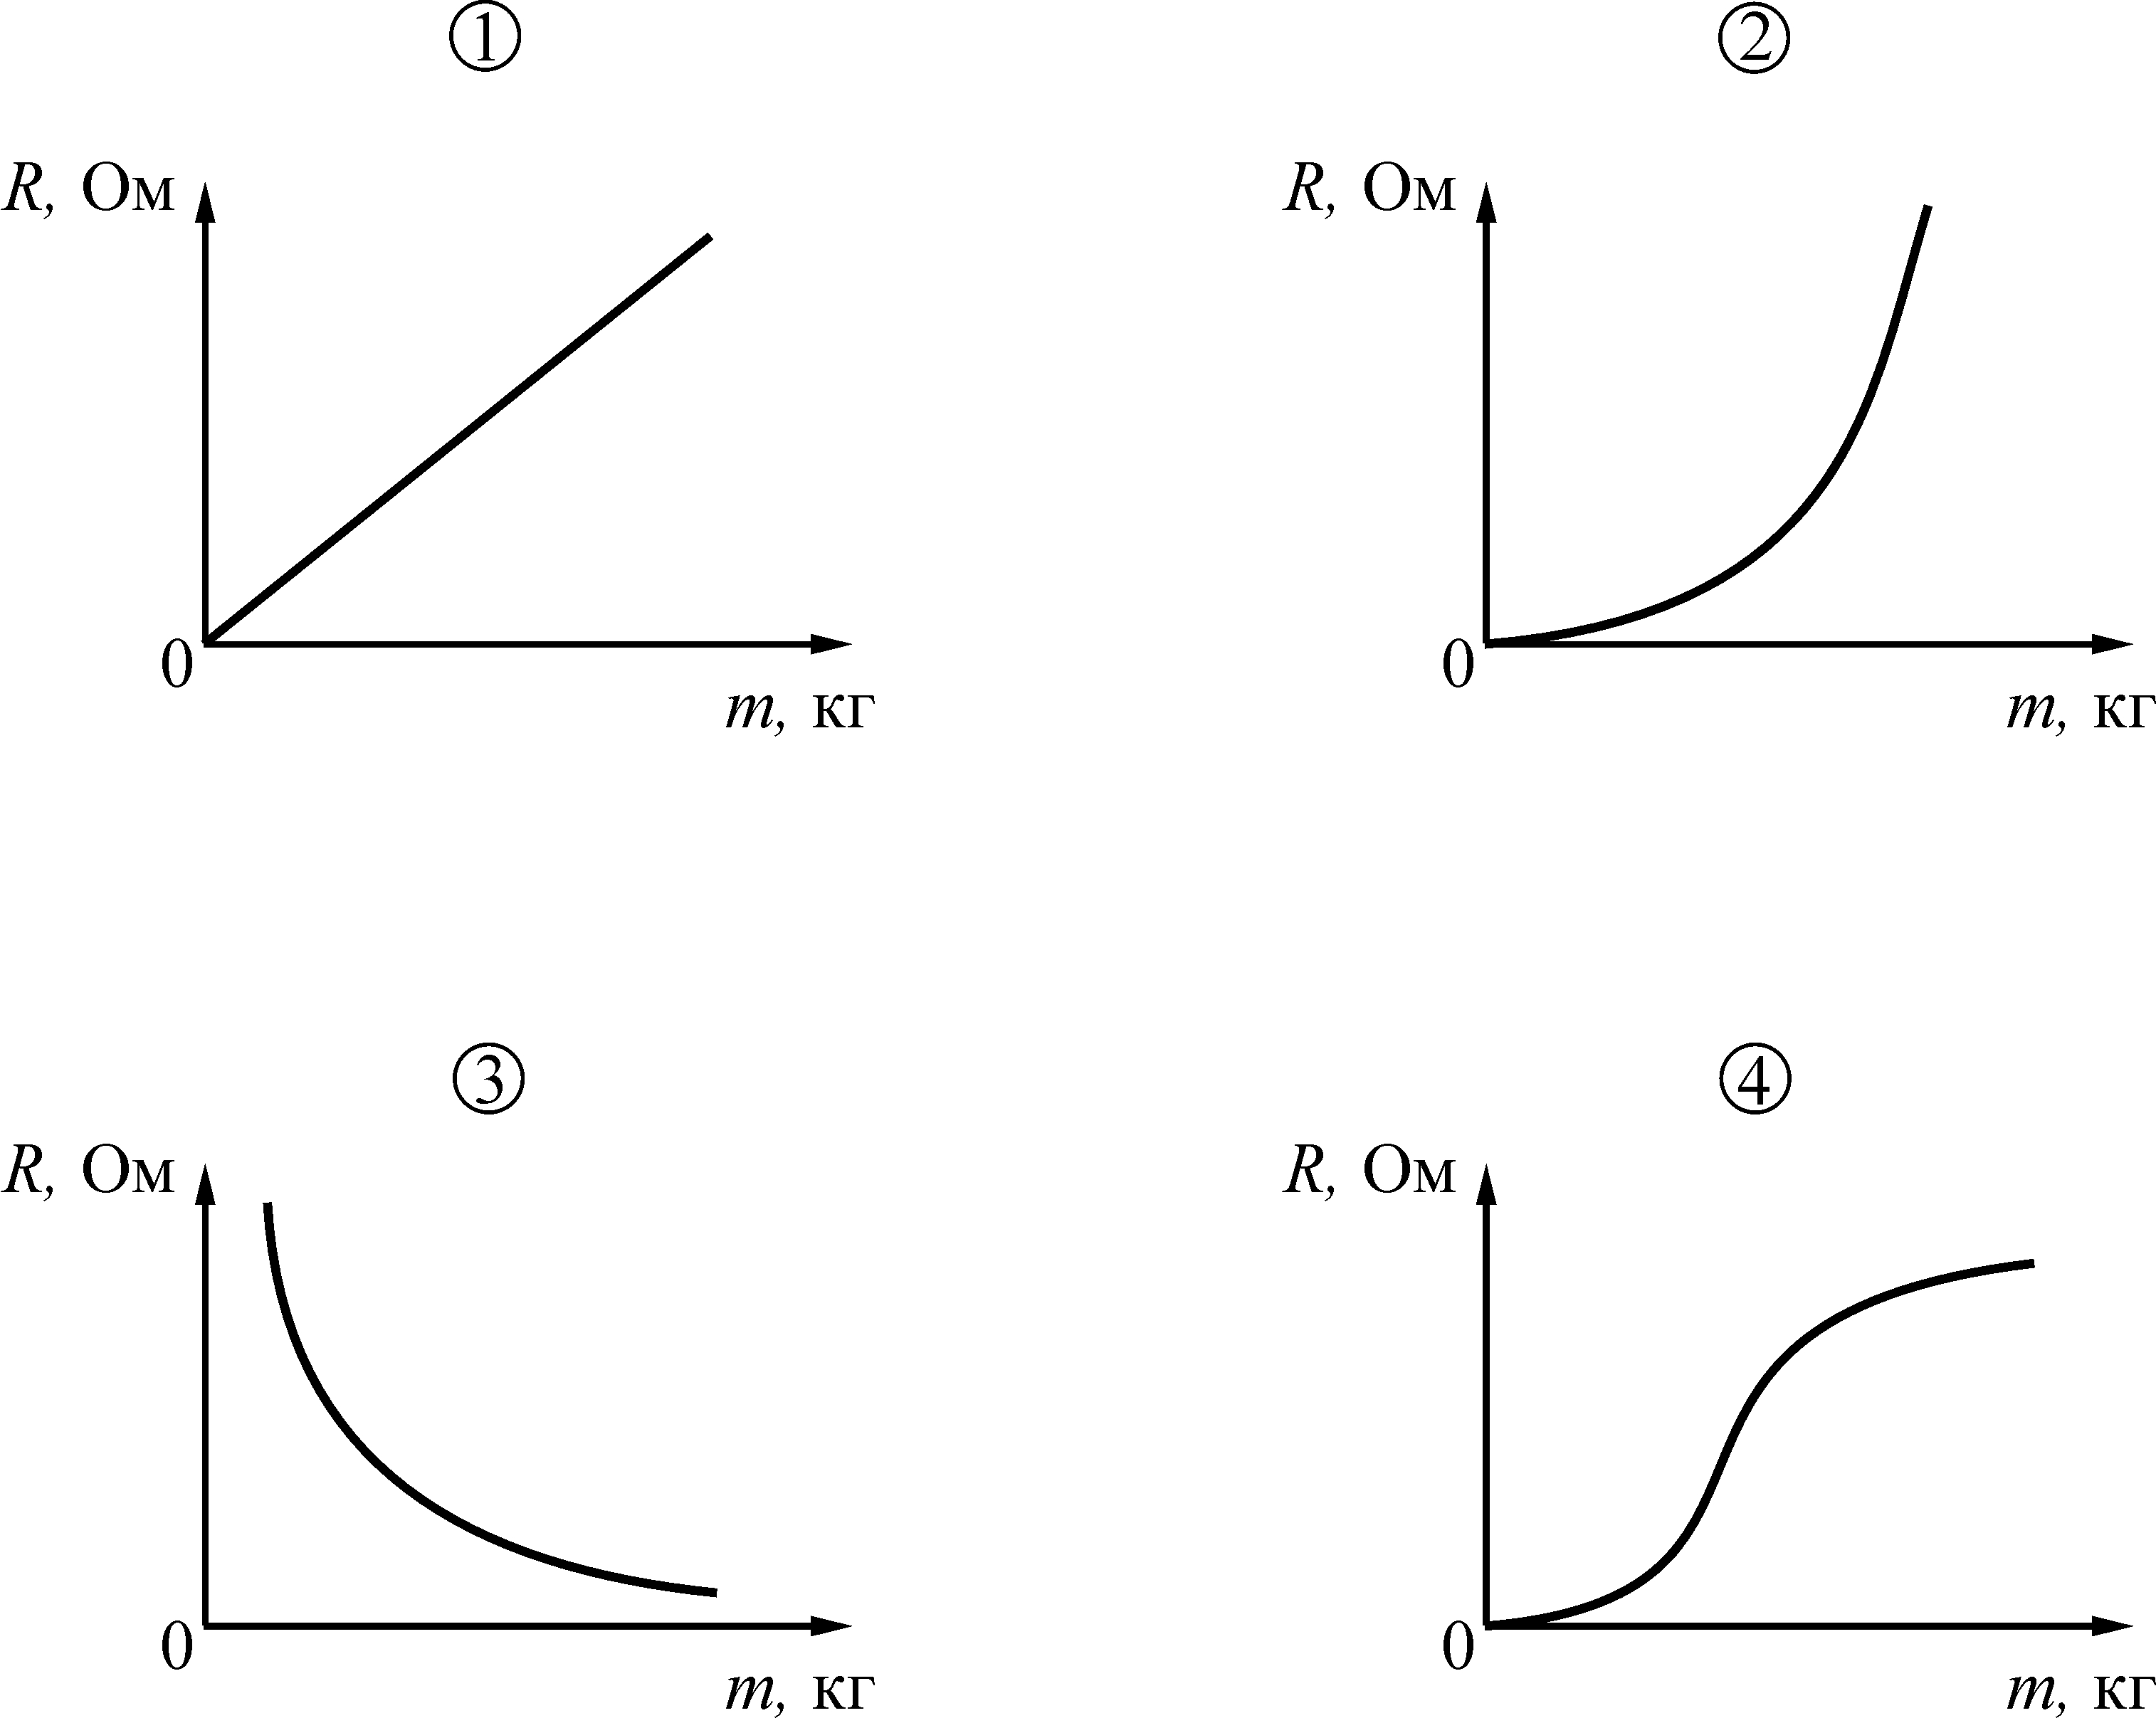 ① ②
R, Ом R, Ом
0 0
m, кг m, кг
③ ④
R, Ом R, Ом
0 0
m, кг m, кг